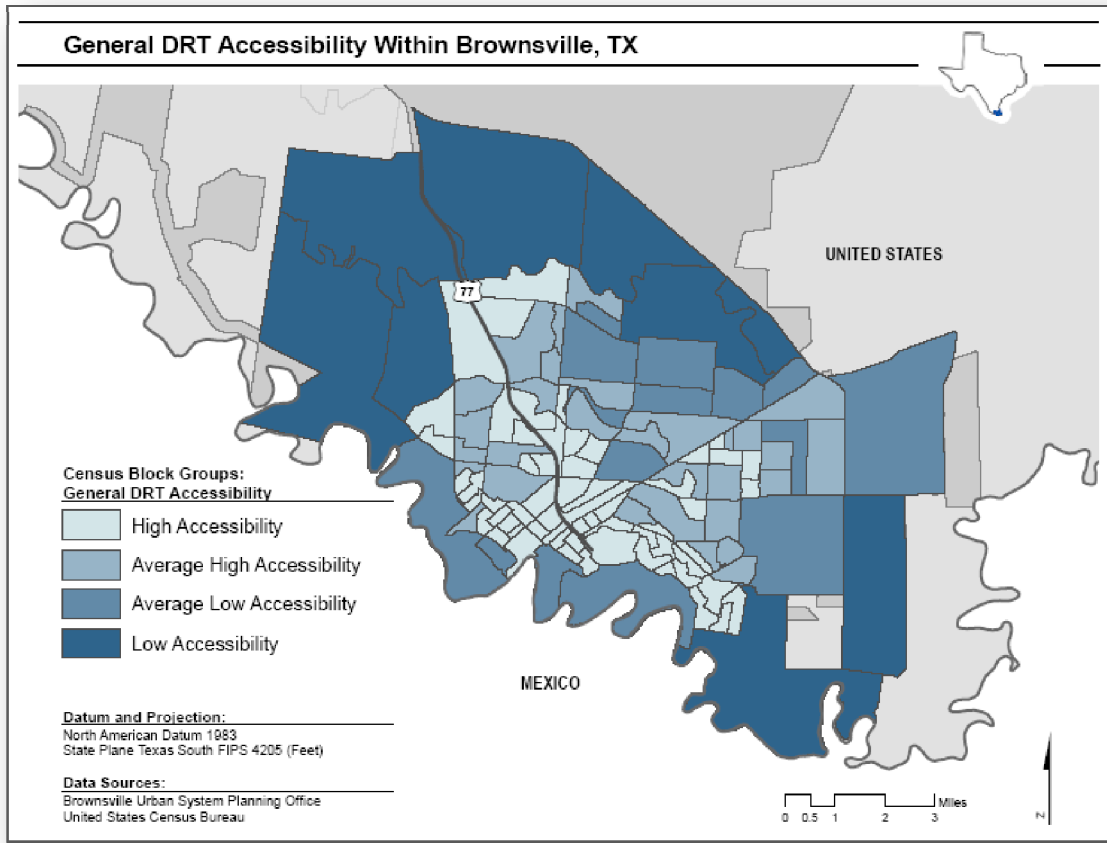 General DRT Accessibility Within Brownsville, TX
UNITED STATES
77
Census Block Groups:
General DRT Accessibility
High Accessibility
Average High Accessibility
Average Low Accessibility
Low Accessibility
MEXICO
Datum and Projection:
North American Datum 1983
State Plane Texas South FIPS 4205 (Feet)
Data Sources:
Brownsville Urban System Planning Office
United States Census Bureau
Miles
0 0.5 1 2 3
N